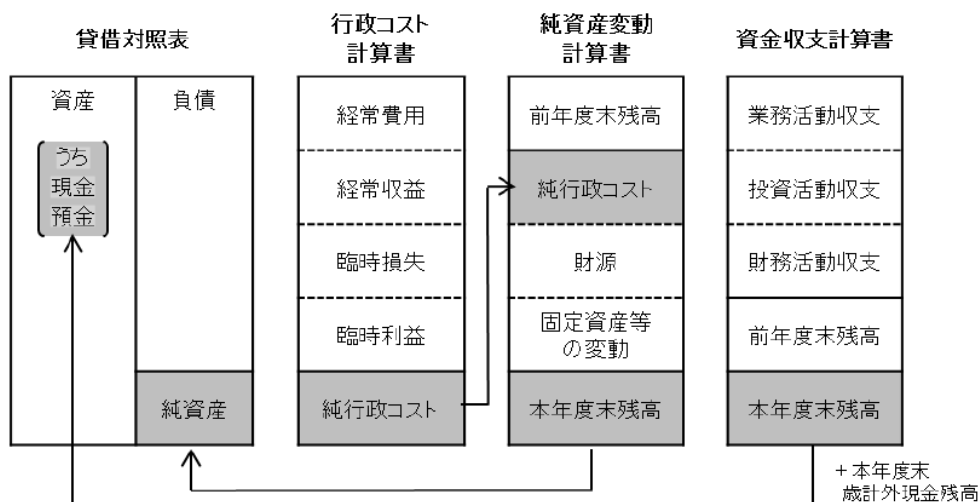 貸借対照表
資産
負債
うち
現金
預金
純資産
行政コスト
計算書
経常費用
経常収益
臨時損失
臨時利益
純行政コスト
純資産変動
計算書
前年度末残高
純行政コスト
財源
固定資産等
の変動
本年度末残高
資金収支計算書
業務活動収支
投資活動収支
財務活動収支
前年度末残高
本年度末残高
+本年度末
歳計外現金残高